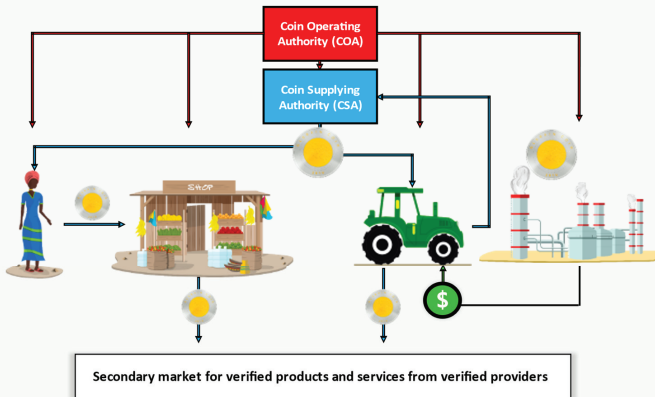 Coin Operating
Authority (COA)
Coin Supplying
Authority (CSA)
SHOP
$
Secondary market for verified products and services from verified providers